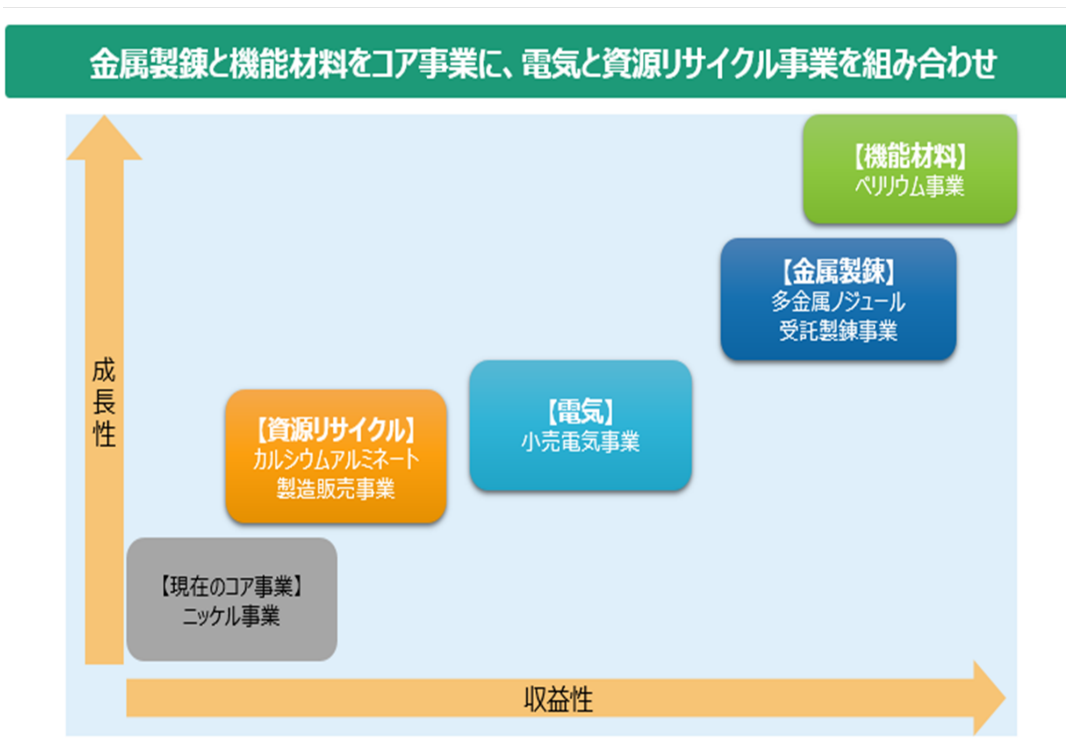 金属製錬と機能材料をコア事業に、電気と資源リサイクル事業を組み合わせ
【機能材料】
ベリリウム事業
【金属製錬】
多金属ノジュール
受託製錬事業
【電気】
小売電気事業
【資源リサイクル】
カルシウムアルミネート
製造販売事業
【現在のコア事業】
ニッケル事業
成長性
収益性